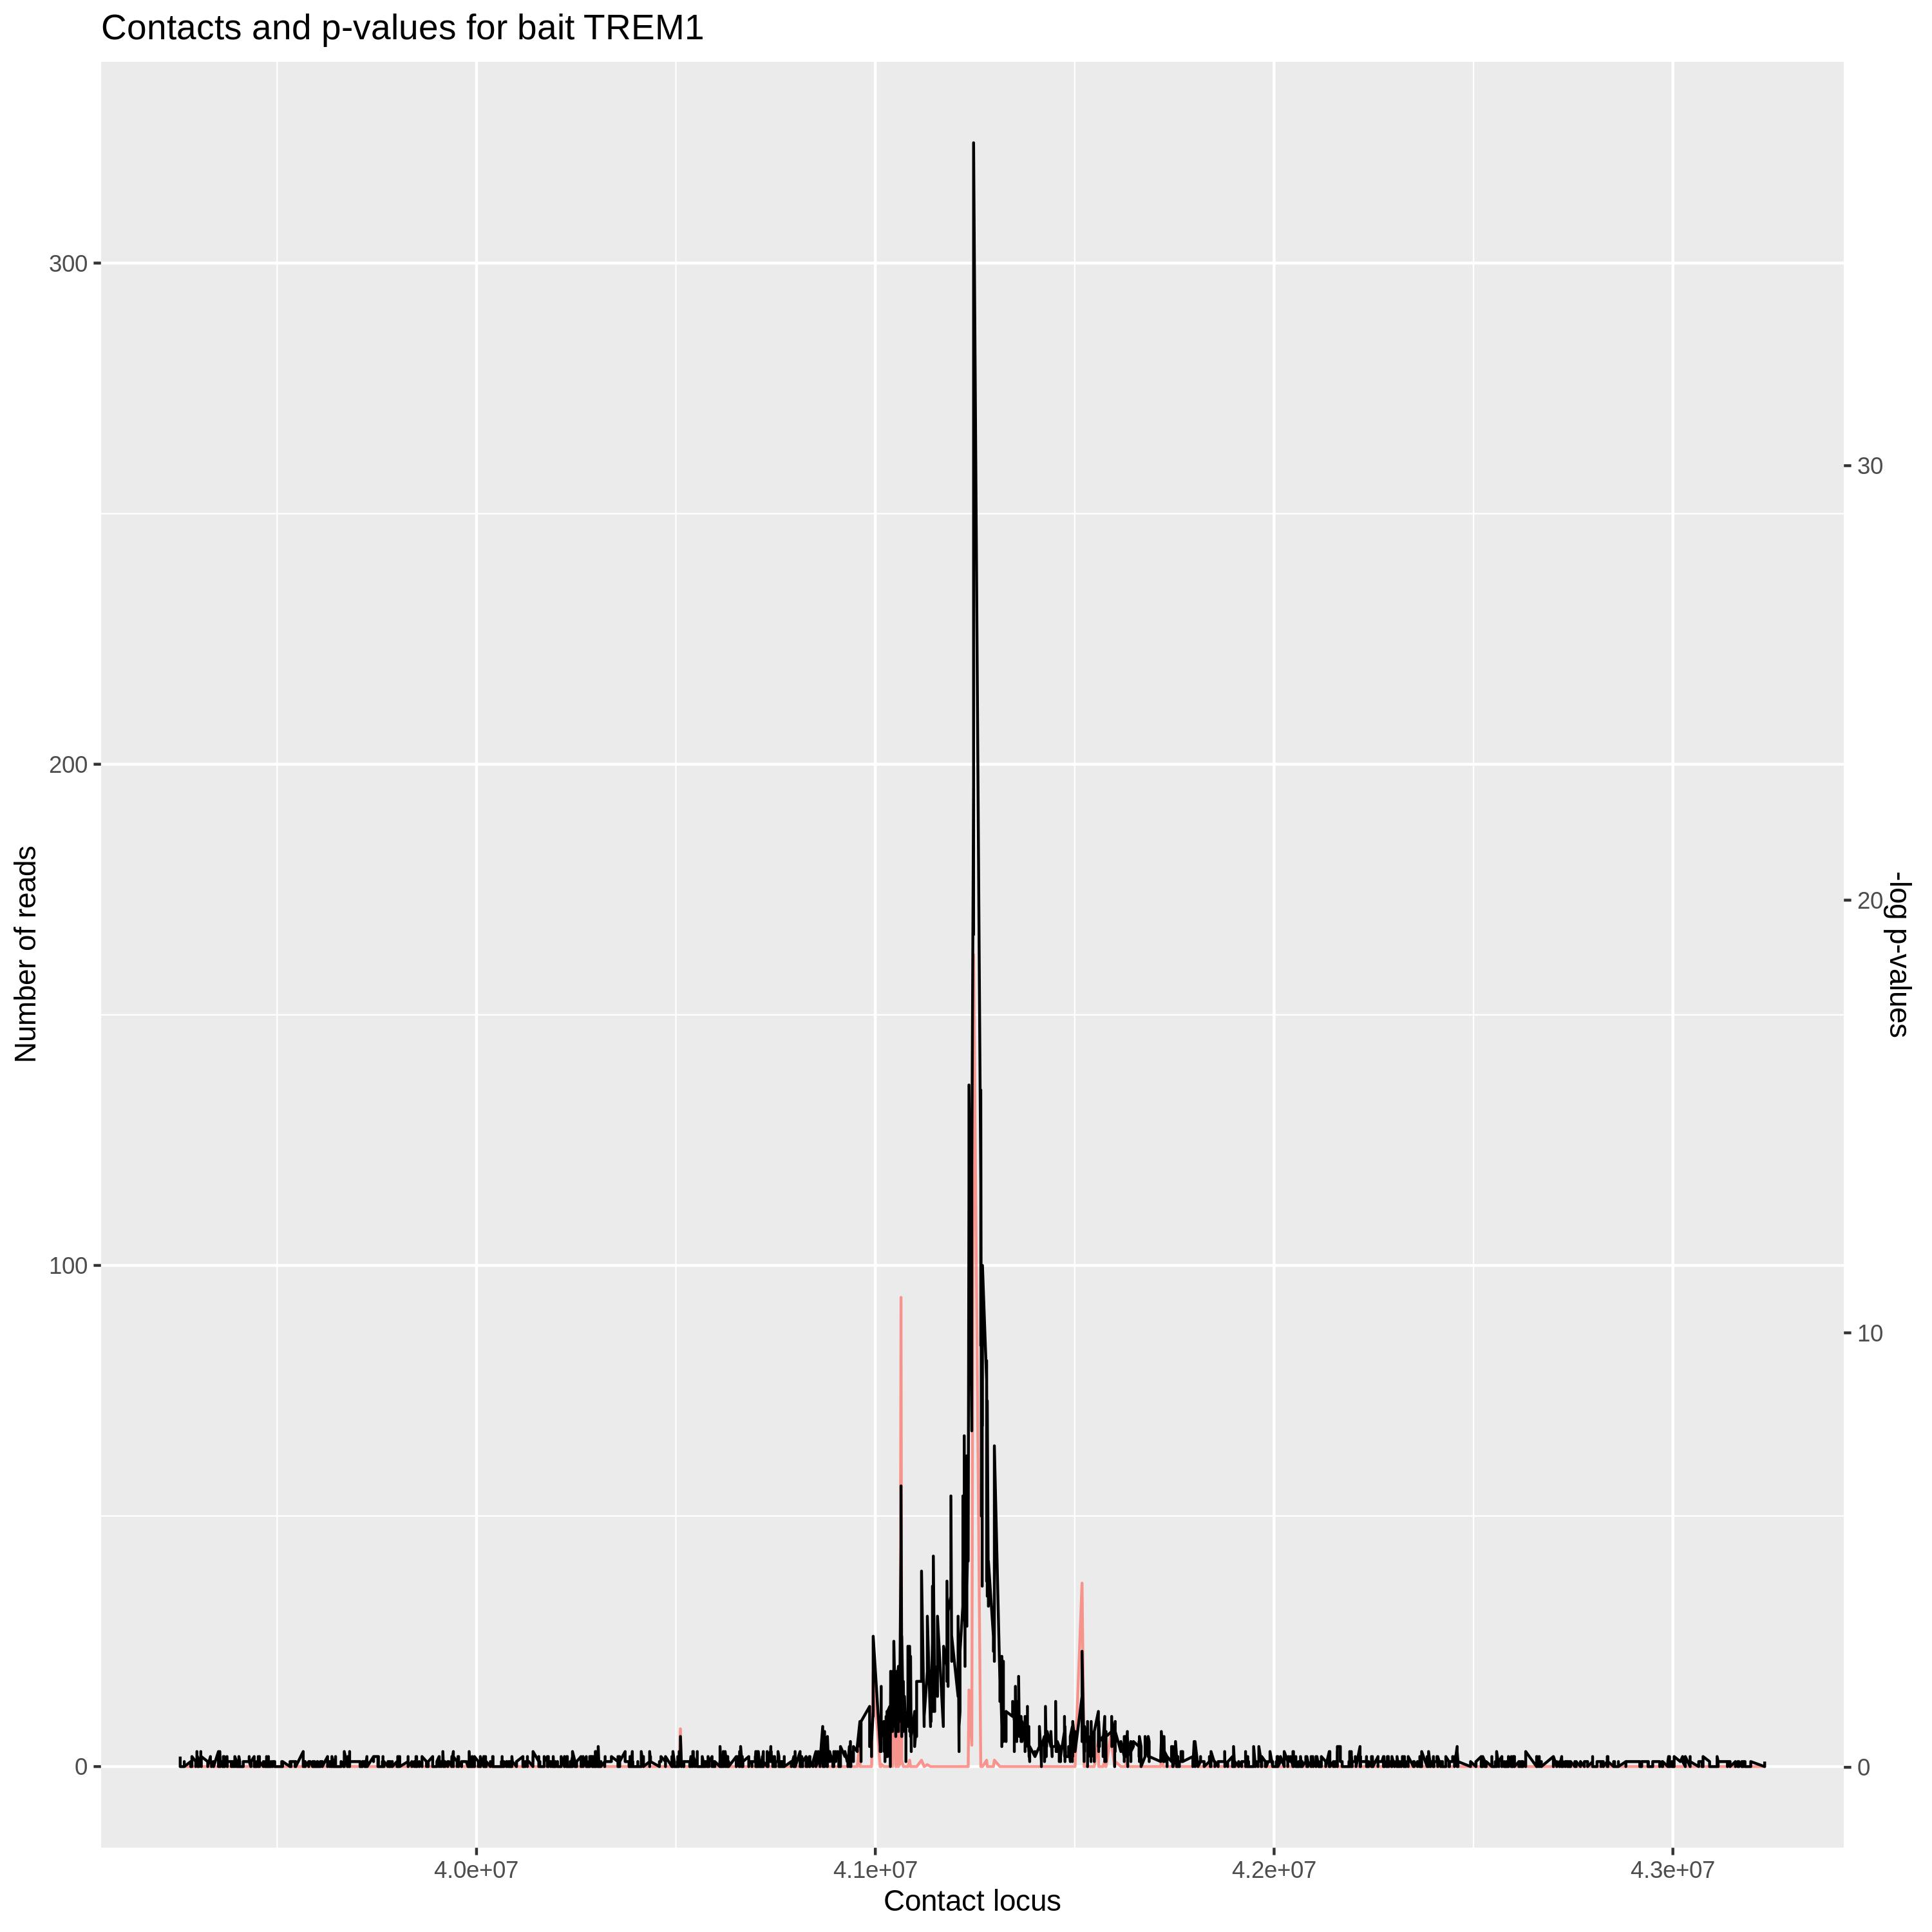 Contacts and p-values for bait TREM1
300
200
100
0
Number of reads
30
20
10
0
-log p-values
4.0e+07
4.1e+07
4.2e+07
4.3e+07
Contact locus